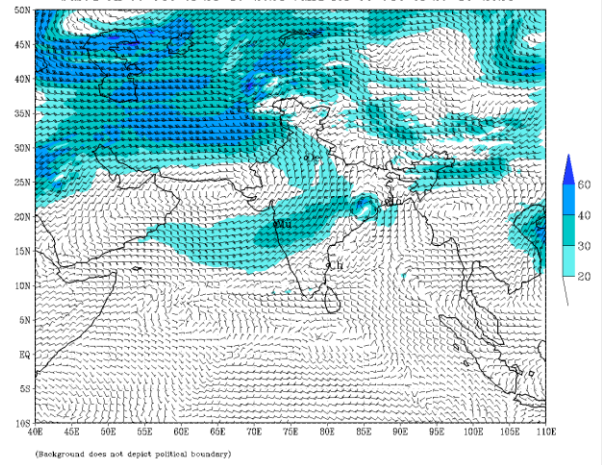 50N
45N
40N
35N
30N
25N
20N
15N
10N
5N
EQ
5S
10S
40E 45E 50E 55E 60E 65E 70E 75E 80E 85E 90E 95E 100E 105E 110E
60
40
30
20
Mu
Ch
(Background does not depict political boundary)